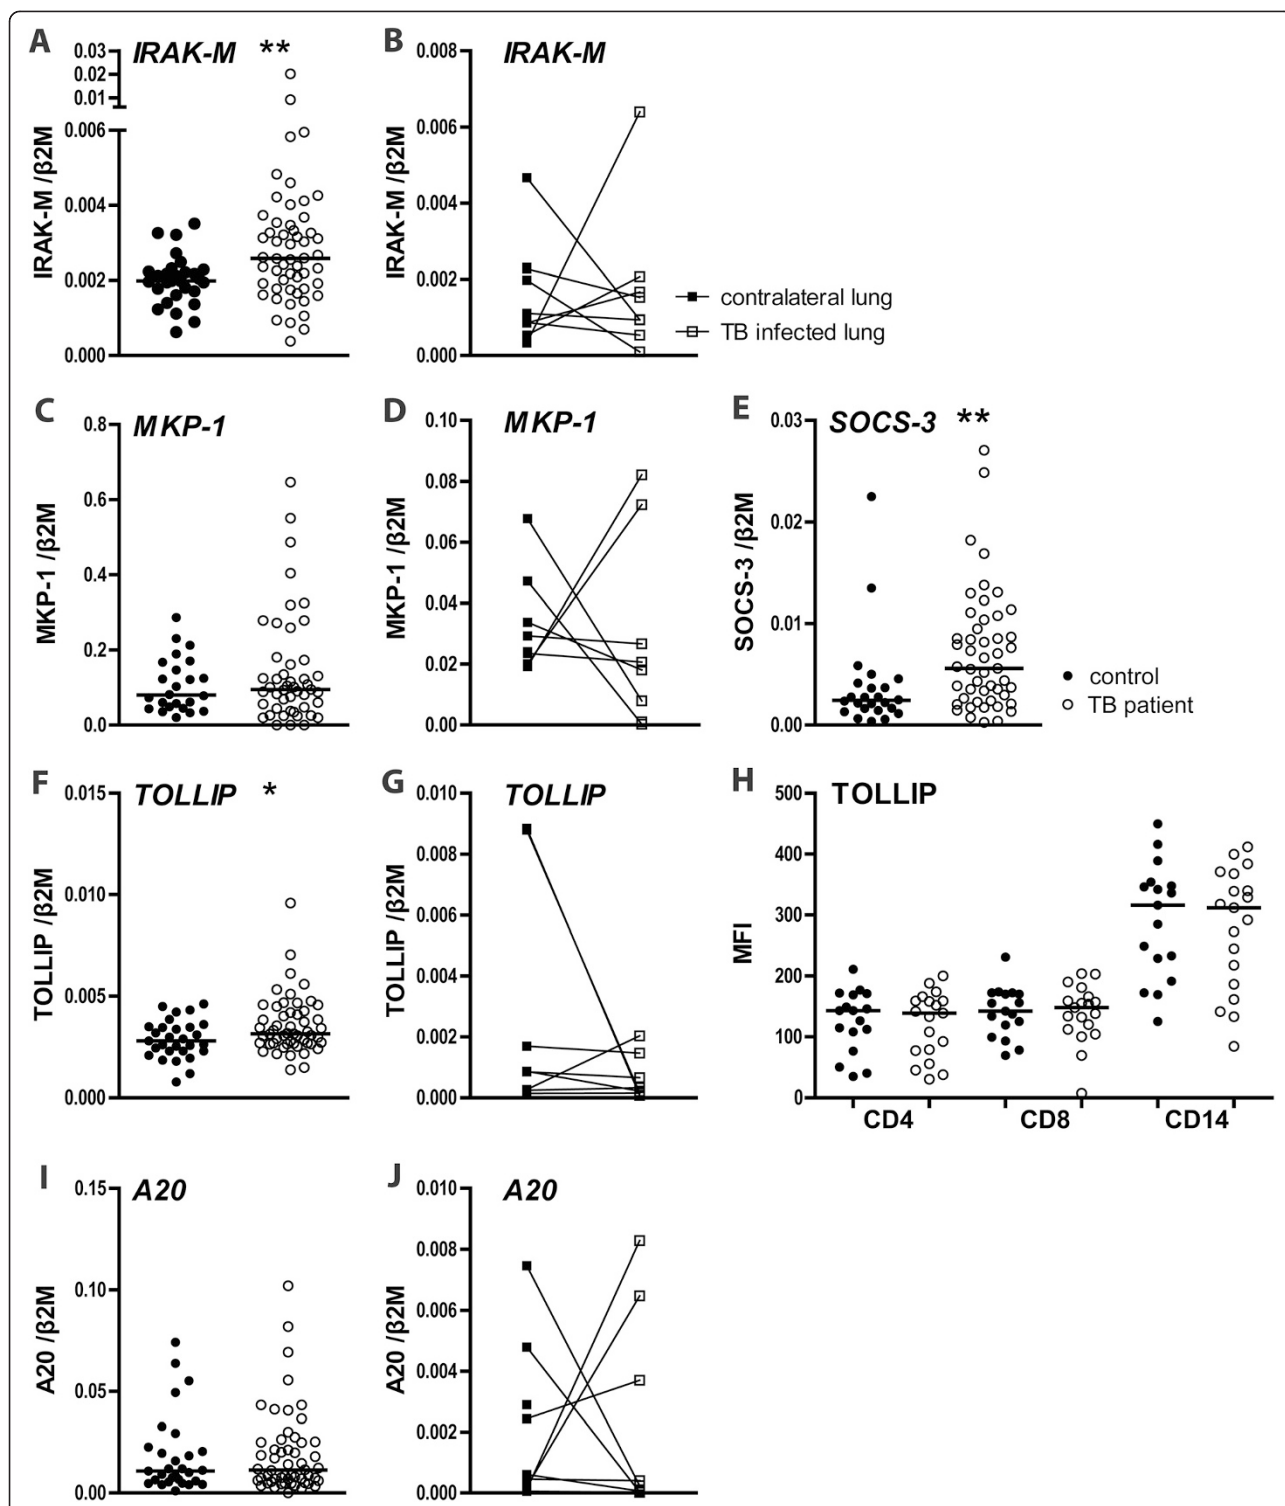 A
IRAK-M **
IRAK-M /β2M
0.03
0.02
0.01
0.006
0.004
0.002
0.000
B
IRAK-M
IRAK-M /β2M
0.008
0.006
0.004
0.002
0.000
contralateral lung
TB infected lung
C
MKP-1
MKP-1 /β2M
0.8
0.6
0.4
0.2
0.0
D
MKP-1
MKP-1 /β2M
0.10
0.08
0.06
0.04
0.02
0.00
E
SOCS-3 **
SOCS-3 /β2M
0.03
0.02
0.01
0.00
control
TB patient
F
TOLLIP *
TOLLIP /β2M
0.015
0.010
0.005
0.000
G
TOLLIP
TOLLIP /β2M
0.010
0.008
0.006
0.004
0.002
0.000
H
TOLLIP
MFI
500
400
300
200
100
0
CD4 CD8 CD14
I
A20
A20 /β2M
0.15
0.10
0.05
0.00
J
A20
A20 /β2M
0.010
0.008
0.006
0.004
0.002
0.000